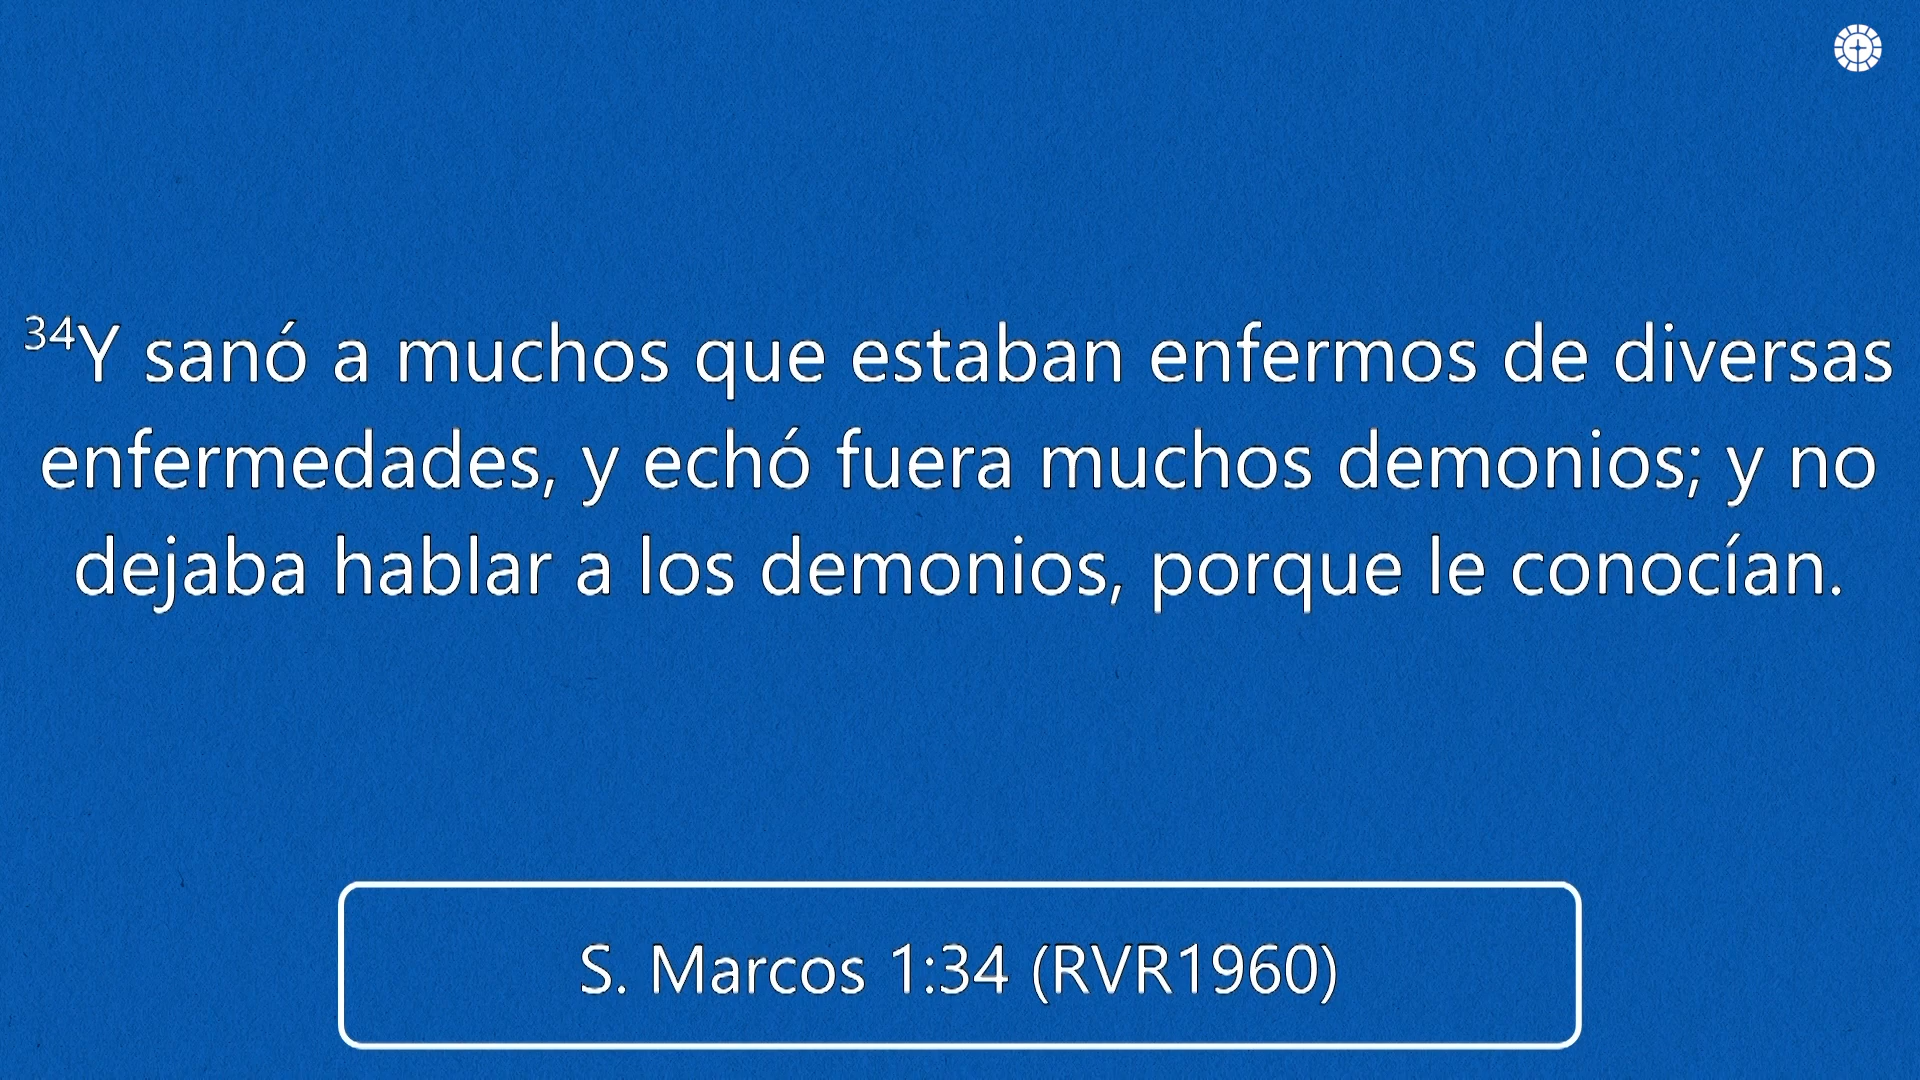 ³⁴Y sanó a muchos que estaban enfermos de diversas
enfermedades, y echó fuera muchos demonios; y no
dejaba hablar a los demonios, porque le conocían.
S. Marcos 1:34 (RVR1960)